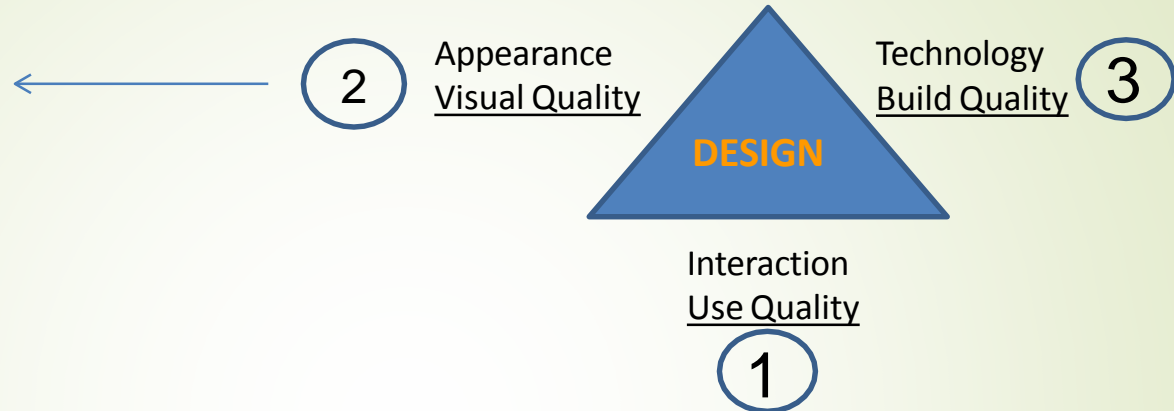 2
Appearance
Visual Quality
Technology
Build Quality
3
DESIGN
Interaction
Use Quality
1